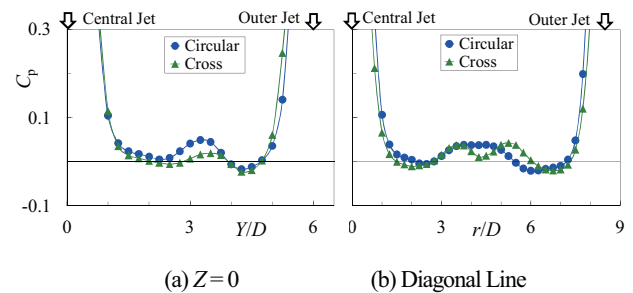 Central Jet Outer Jet
Central Jet Outer Jet
0.3
Circular
Cross
Circular
Cross
Cp
0.1
-0.1
0 3 Y/D 6
0 3 r/D 6 9
(a) Z = 0 (b) Diagonal Line